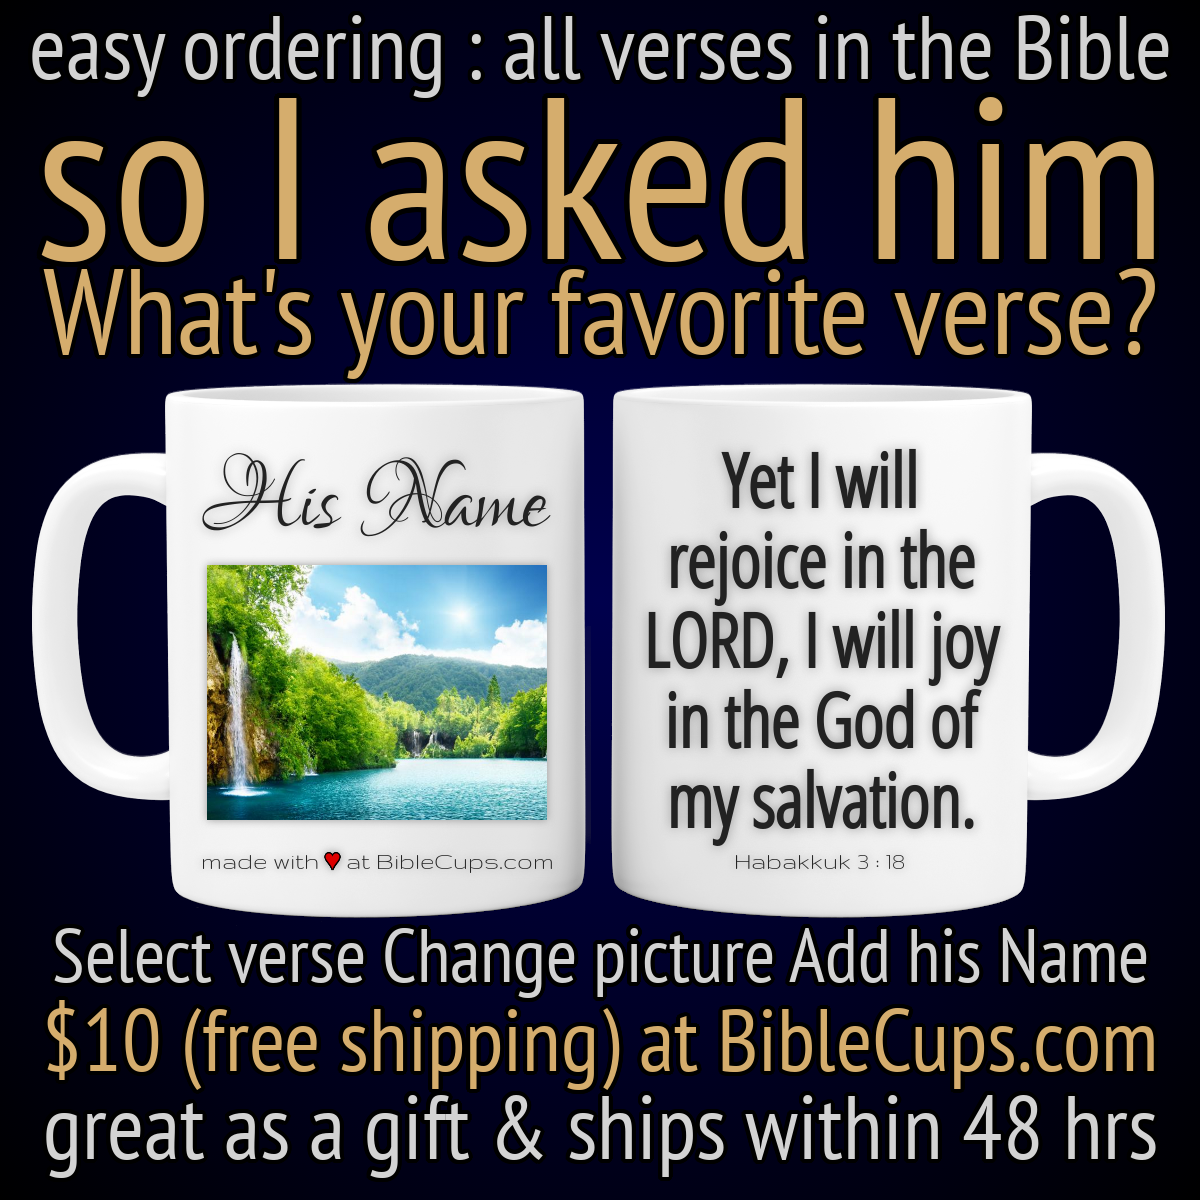 easy ordering : all verses in the Bible
so I asked him
What's your favorite verse?
His Name
made with ♥ at BibleCups.com
Yet I will
rejoice in the
LORD, I will joy
in the God of
my salvation.
Habakkuk 3 : 18
Select verse Change picture Add his Name
$10 (free shipping) at BibleCups.com
great as a gift & ships within 48 hrs